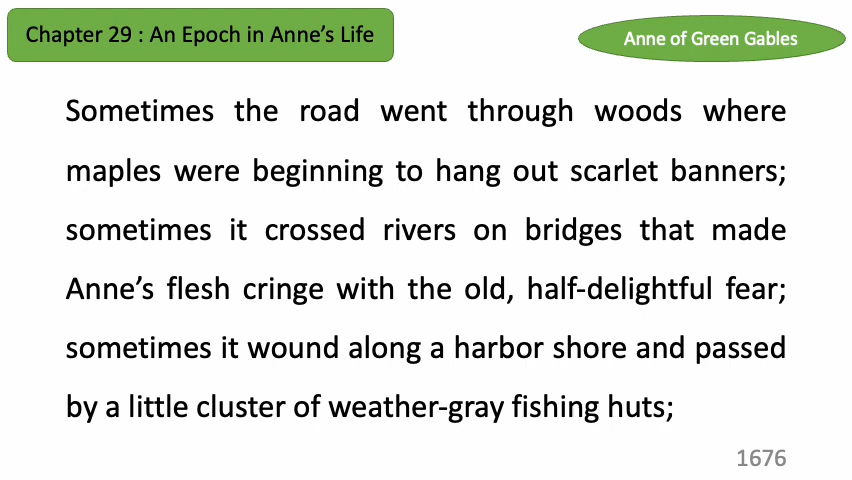 Chapter 29 : An Epoch in Anne’s Life
Anne of Green Gables
Sometimes the road went through woods where
maples were beginning to hang out scarlet banners;
sometimes it crossed rivers on bridges that made
Anne’s flesh cringe with the old, half-delightful fear;
sometimes it wound along a harbor shore and passed
by a little cluster of weather-gray fishing huts;
1676